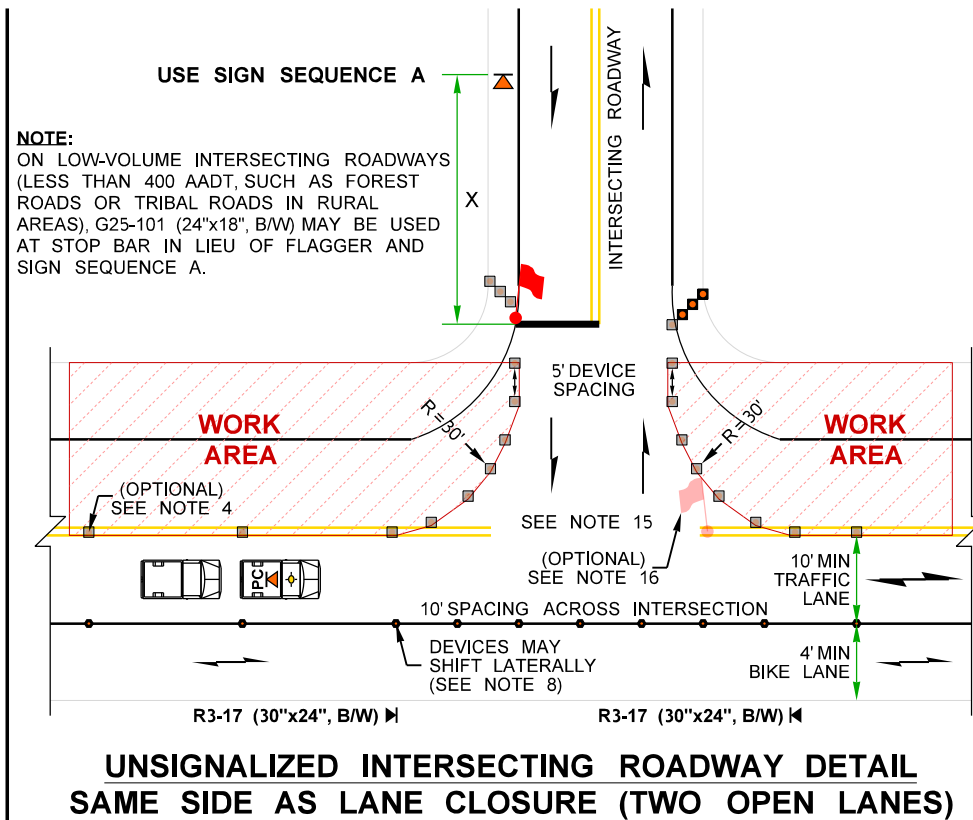 USE SIGN SEQUENCE A
NOTE:
ON LOW-VOLUME INTERSECTING ROADWAYS
(LESS THAN 400 AADT, SUCH AS FOREST
ROADS OR TRIBAL ROADS IN RURAL
AREAS), G25-101 (24"x18", B/W) MAY BE USED
AT STOP BAR IN LIEU OF FLAGGER AND
SIGN SEQUENCE A.
X
INTERSECTING ROADWAY
5' DEVICE
SPACING
WORK
AREA
R=30'
R=30'
WORK
AREA
(OPTIONAL)
SEE NOTE 4
SEE NOTE 15
(OPTIONAL)
SEE NOTE 16
10' MIN
TRAFFIC
LANE
PC
10' SPACING ACROSS INTERSECTION
DEVICES MAY
SHIFT LATERALLY
(SEE NOTE 8)
4' MIN
BIKE LANE
R3-17 (30"x24", B/W)
R3-17 (30"x24", B/W)
UNSIGNALIZED INTERSECTING ROADWAY DETAIL
SAME SIDE AS LANE CLOSURE (TWO OPEN LANES)